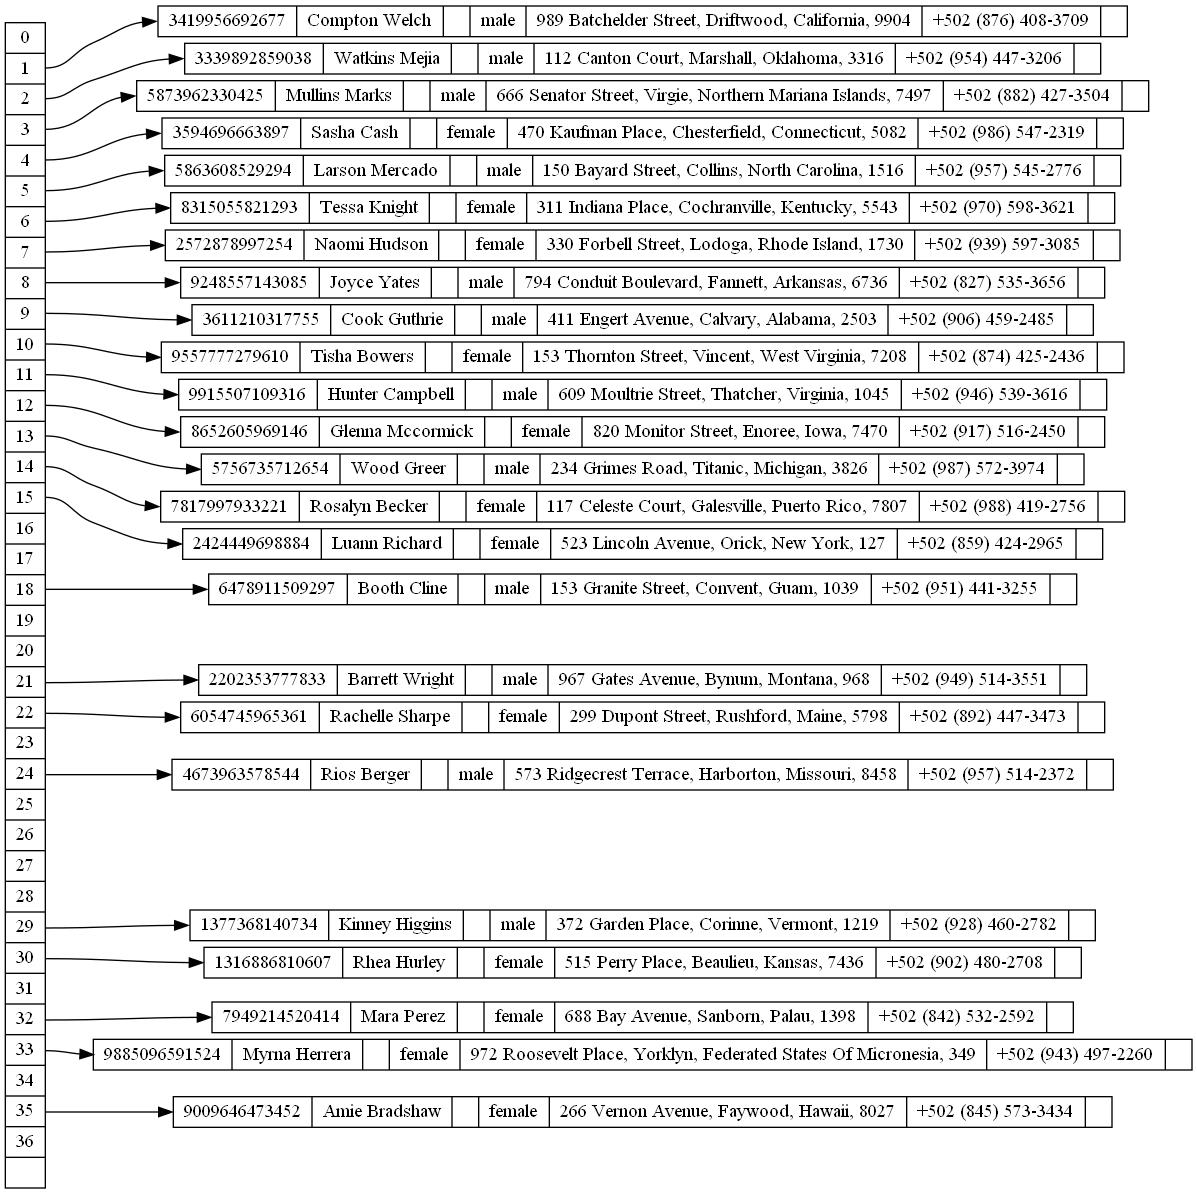 0
1 3419956692677 Compton Welch male 989 Batchelder Street, Driftwood, California, 9904 +502 (876) 408-3709
2 3339892859038 Watkins Mejia male 112 Canton Court, Marshall, Oklahoma, 3316 +502 (954) 447-3206
3 5873962330425 Mullins Marks male 666 Senator Street, Virgie, Northern Mariana Islands, 7497 +502 (882) 427-3504
4 3594696663897 Sasha Cash female 470 Kaufman Place, Chesterfield, Connecticut, 5082 +502 (986) 547-2319
5 5863608529294 Larson Mercado male 150 Bayard Street, Collins, North Carolina, 1516 +502 (957) 545-2776
6 8315055821293 Tessa Knight female 311 Indiana Place, Cochranville, Kentucky, 5543 +502 (970) 598-3621
7 2572878997254 Naomi Hudson female 330 Forbell Street, Lodoga, Rhode Island, 1730 +502 (939) 597-3085
8 9248557143085 Joyce Yates male 794 Conduit Boulevard, Fannett, Arkansas, 6736 +502 (827) 535-3656
9 3611210317755 Cook Guthrie male 411 Engert Avenue, Calvary, Alabama, 2503 +502 (906) 459-2485
10 9557777279610 Tisha Bowers female 153 Thornton Street, Vincent, West Virginia, 7208 +502 (874) 425-2436
11 9915507109316 Hunter Campbell male 609 Moultrie Street, Thatcher, Virginia, 1045 +502 (946) 539-3616
12 8652605969146 Glenna Mccormick female 820 Monitor Street, Enoree, Iowa, 7470 +502 (917) 516-2450
13 5756735712654 Wood Greer male 234 Grimes Road, Titanic, Michigan, 3826 +502 (987) 572-3974
14 7817997933221 Rosalyn Becker female 117 Celeste Court, Galesville, Puerto Rico, 7807 +502 (988) 419-2756
15 2424449698884 Luann Richard female 523 Lincoln Avenue, Orick, New York, 127 +502 (859) 424-2965
16
17
18 6478911509297 Booth Cline male 153 Granite Street, Convent, Guam, 1039 +502 (951) 441-3255
19
20
21 2202353777833 Barrett Wright male 967 Gates Avenue, Bynum, Montana, 968 +502 (949) 514-3551
22 6054745965361 Rachelle Sharpe female 299 Dupont Street, Rushford, Maine, 5798 +502 (892) 447-3473
23
24 4673963578544 Rios Berger male 573 Ridgecrest Terrace, Harborton, Missouri, 8458 +502 (957) 514-2372
25
26
27
28
29 1377368140734 Kinney Higgins male 372 Garden Place, Corinne, Vermont, 1219 +502 (928) 460-2782
30 1316886810607 Rhea Hurley female 515 Perry Place, Beaulieu, Kansas, 7436 +502 (902) 480-2708
31
32 7949214520414 Mara Perez female 688 Bay Avenue, Sanborn, Palau, 1398 +502 (842) 532-2592
33 9885096591524 Myrna Herrera female 972 Roosevelt Place, Yorklyn, Federated States Of Micronesia, 349 +502 (943) 497-2260
34
35 9009646473452 Amie Bradshaw female 266 Vernon Avenue, Faywood, Hawaii, 8027 +502 (845) 573-3434
36